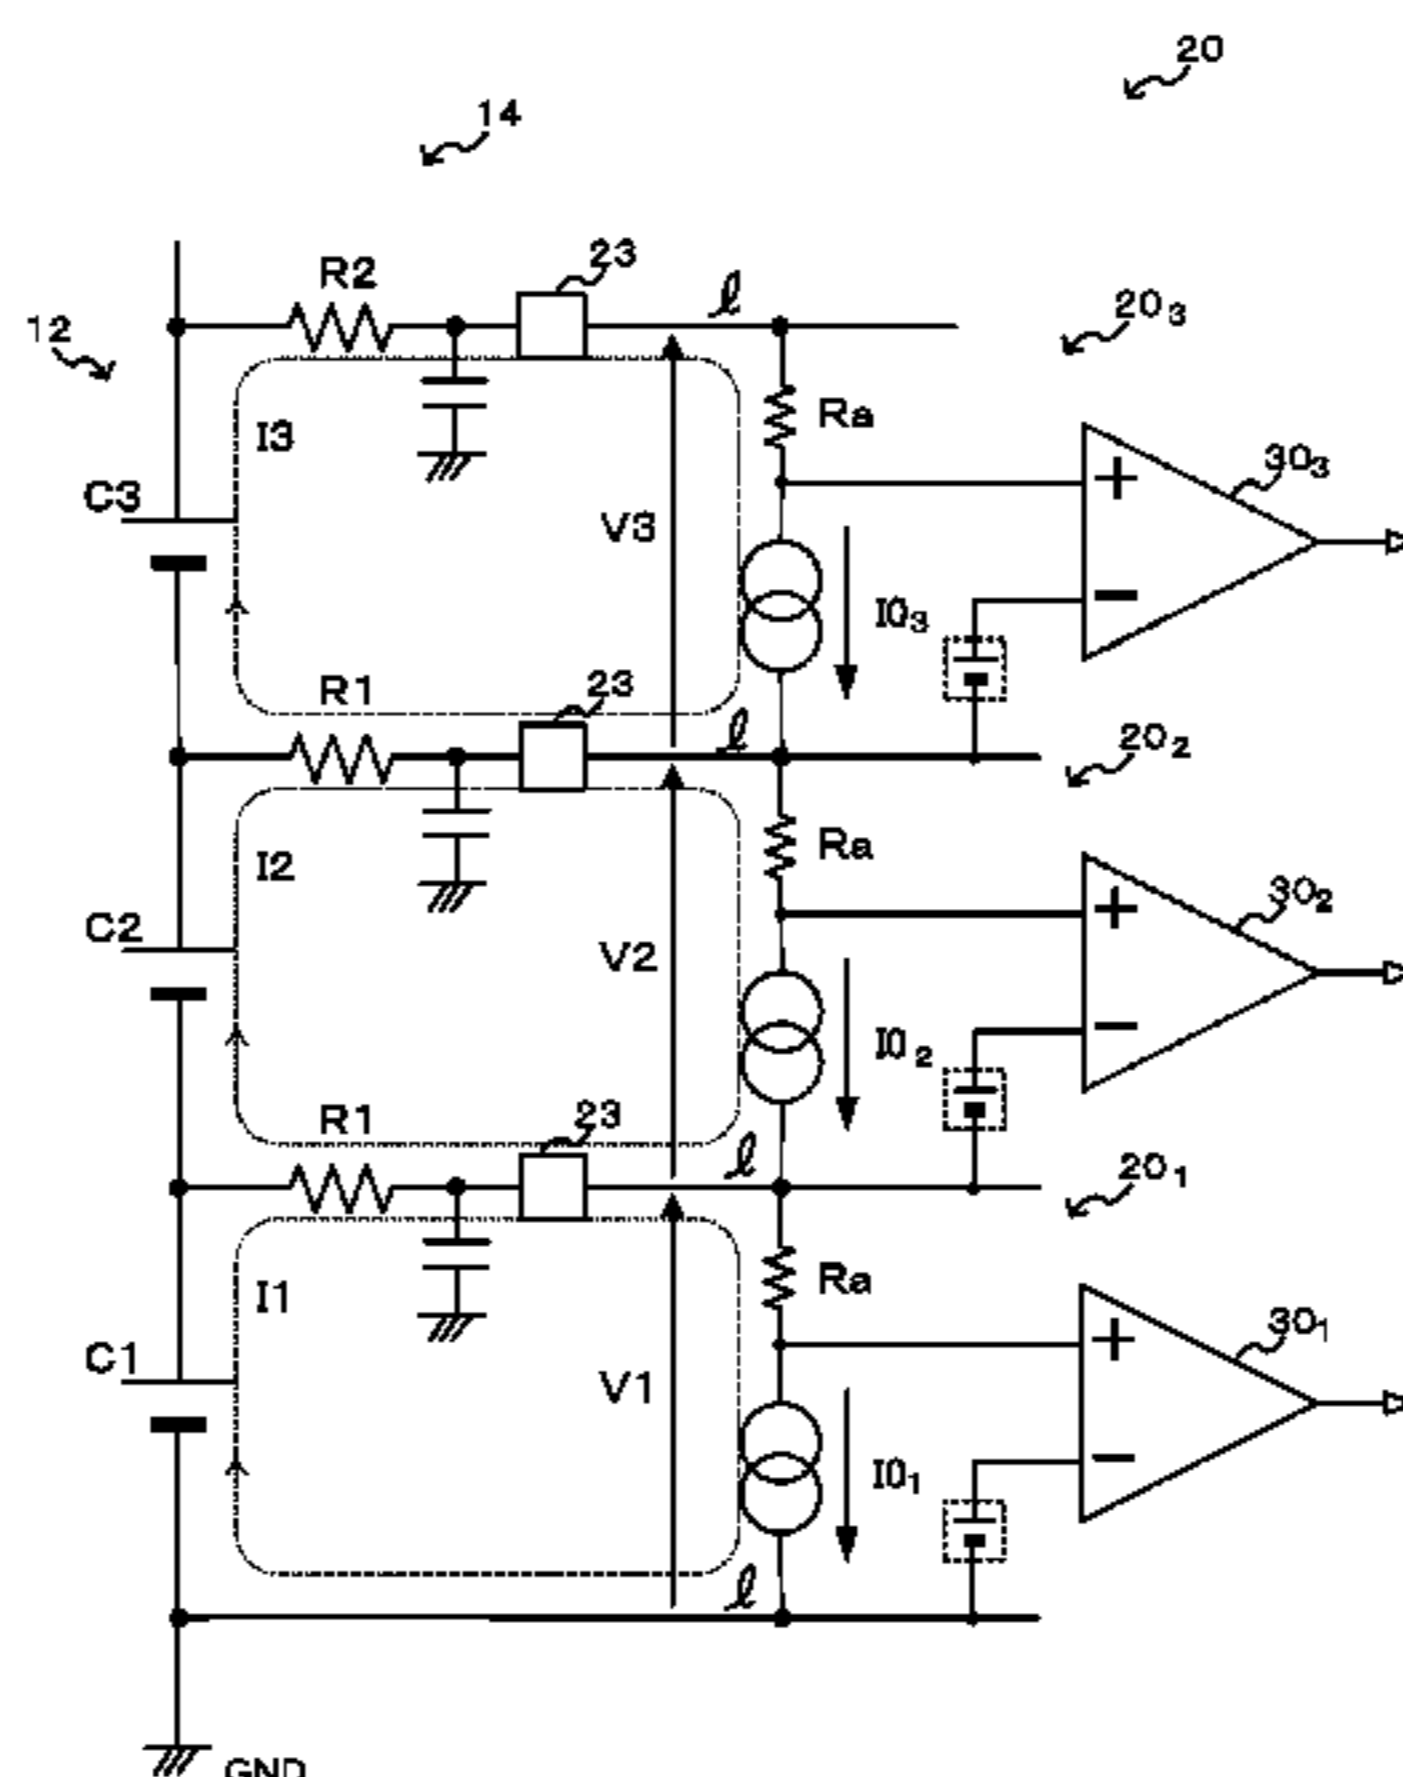 20
14
R2
23
ℓ
20₃
12
Ra
I3
30₃
+
C3
V3
−
I0₃
R1
23
ℓ
20₂
Ra
I2
30₂
+
C2
V2
−
I0₂
R1
23
ℓ
20₁
Ra
I1
30₁
+
C1
V1
−
I0₁
ℓ
GND